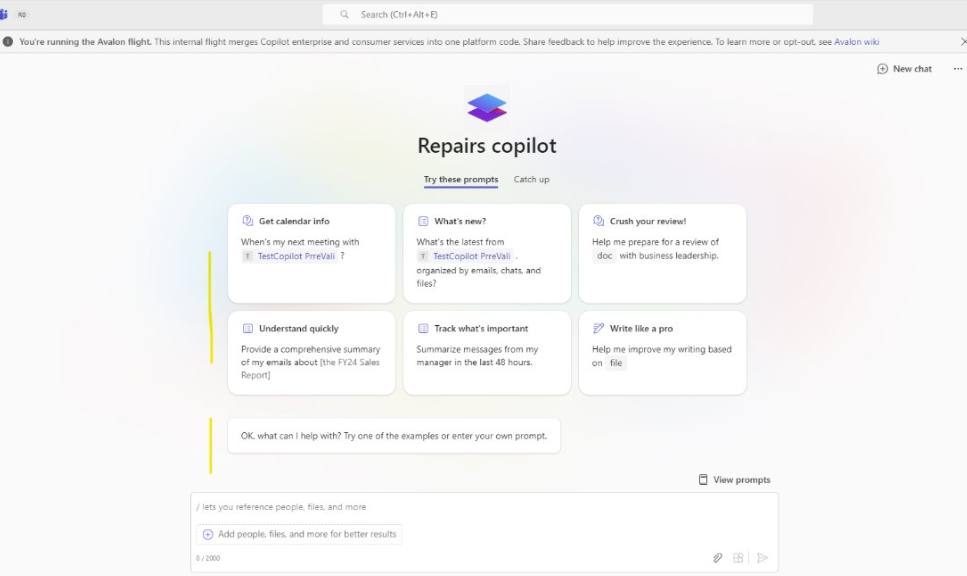 RO
Search (Ctrl+Alt+E)
You're running the Avalon flight. This internal flight merges Copilot enterprise and consumer services into one platform code. Share feedback to help improve the experience. To learn more or opt-out, see Avalon wiki
New chat
Repairs copilot
Try these prompts Catch up
Get calendar info
When's my next meeting with
T TestCopilot PrreVali ?
What's new?
What's the latest from
T TestCopilot PrreVali ,
organized by emails, chats, and
files?
Crush your review!
Help me prepare for a review of
doc with business leadership.
Understand quickly
Provide a comprehensive summary
of my emails about [the FY24 Sales
Report]
Track what's important
Summarize messages from my
manager in the last 48 hours.
Write like a pro
Help me improve my writing based
on file
OK, what can I help with? Try one of the examples or enter your own prompt.
View prompts
/ lets you reference people, files, and more
Add people, files, and more for better results
0 / 2000